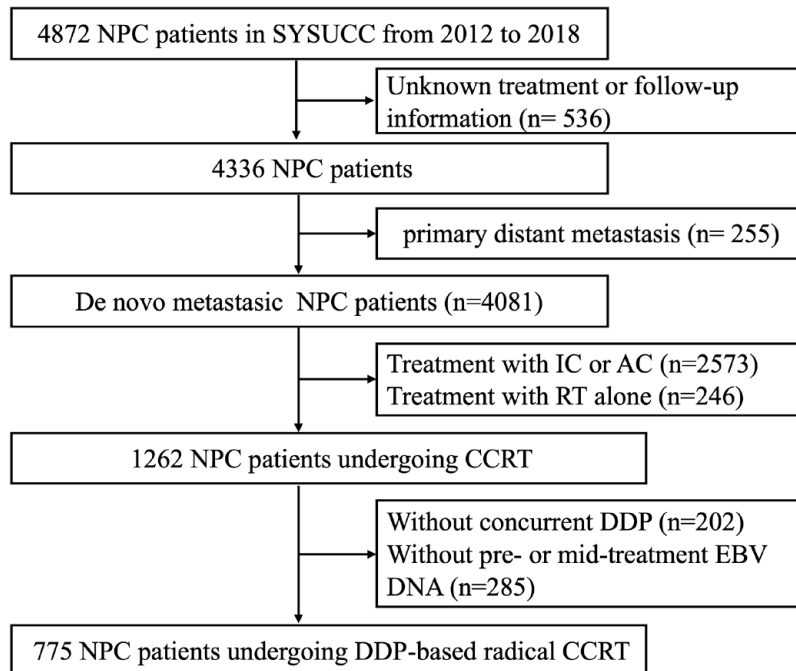 4872 NPC patients in SYSUCC from 2012 to 2018
Unknown treatment or follow-up
information (n= 536)
4336 NPC patients
primary distant metastasis (n= 255)
De novo metastasic  NPC patients (n=4081)
Treatment with IC or AC (n=2573)
Treatment with RT alone (n=246)
1262 NPC patients undergoing CCRT
Without concurrent DDP (n=202)
Without pre- or mid-treatment EBV
DNA (n=285)
775 NPC patients undergoing DDP-based radical CCRT